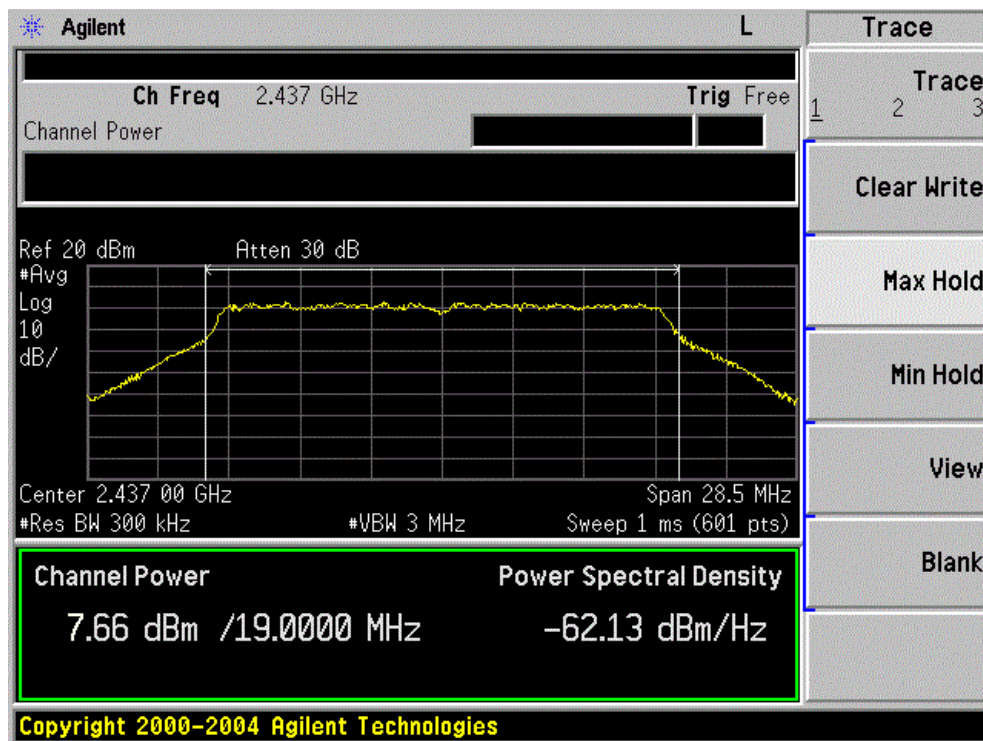 Agilent L
Ch Freq 2.437 GHz Trig Free
Channel Power
Ref 20 dBm Atten 30 dB
#Avg
Log
10
dB/
Center 2.437 00 GHz Span 28.5 MHz
#Res BW 300 kHz #VBW 3 MHz Sweep 1 ms (601 pts)
Channel Power Power Spectral Density
7.66 dBm /19.0000 MHz -62.13 dBm/Hz
Copyright 2000-2004 Agilent Technologies
Trace
Trace
1 2 3
Clear Write
Max Hold
Min Hold
View
Blank